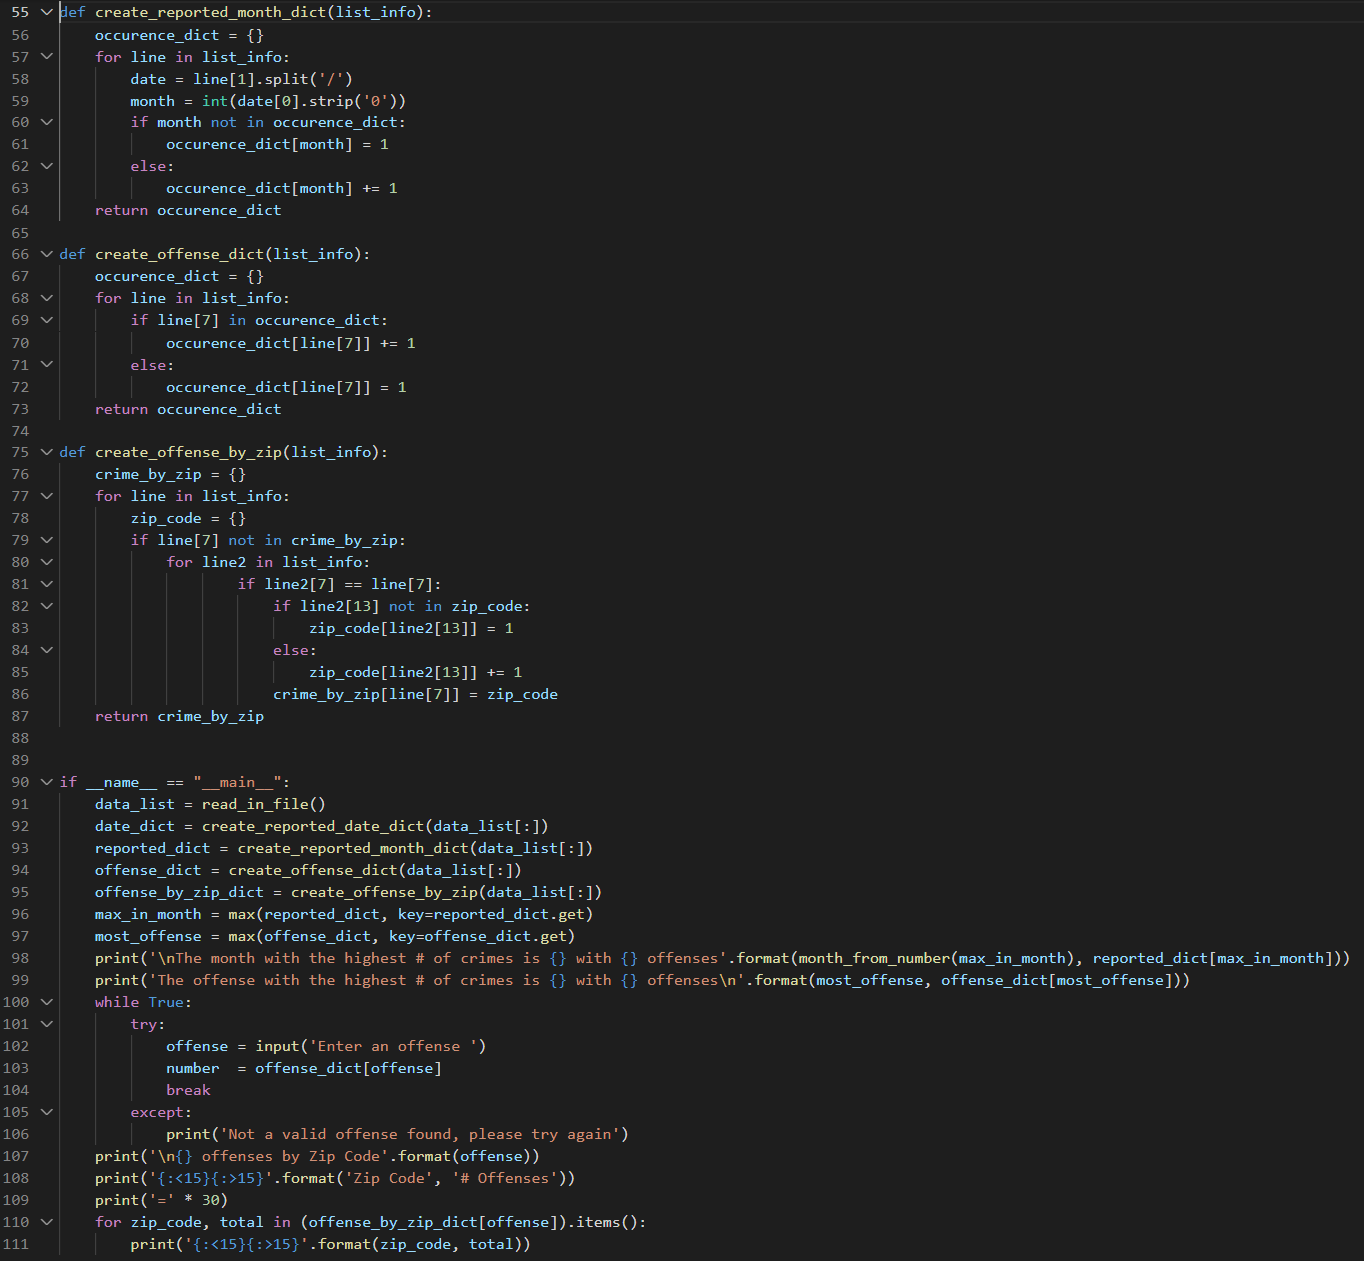 55 def create_reported_month_dict(list_info):
56     occurence_dict = {}
57     for line in list_info:
58         date = line[1].split('/')
59         month = int(date[0].strip('0'))
60         if month not in occurence_dict:
61             occurence_dict[month] = 1
62         else:
63             occurence_dict[month] += 1
64     return occurence_dict
65
66 def create_offense_dict(list_info):
67     occurence_dict = {}
68     for line in list_info:
69         if line[7] in occurence_dict:
70             occurence_dict[line[7]] += 1
71         else:
72             occurence_dict[line[7]] = 1
73     return occurence_dict
74
75 def create_offense_by_zip(list_info):
76     crime_by_zip = {}
77     for line in list_info:
78         zip_code = {}
79         if line[7] not in crime_by_zip:
80             for line2 in list_info:
81                     if line2[7] == line[7]:
82                         if line2[13] not in zip_code:
83                             zip_code[line2[13]] = 1
84                         else:
85                             zip_code[line2[13]] += 1
86                         crime_by_zip[line[7]] = zip_code
87     return crime_by_zip
88
89
90 if __name__ == "__main__":
91     data_list = read_in_file()
92     date_dict = create_reported_date_dict(data_list[:])
93     reported_dict = create_reported_month_dict(data_list[:])
94     offense_dict = create_offense_dict(data_list[:])
95     offense_by_zip_dict = create_offense_by_zip(data_list[:])
96     max_in_month = max(reported_dict, key=reported_dict.get)
97     most_offense = max(offense_dict, key=offense_dict.get)
98     print('\nThe month with the highest # of crimes is {} with {} offenses'.format(month_from_number(max_in_month), reported_dict[max_in_month]))
99     print('The offense with the highest # of crimes is {} with {} offenses\n'.format(most_offense, offense_dict[most_offense]))
100     while True:
101         try:
102             offense = input('Enter an offense ')
103             number  = offense_dict[offense]
104             break
105         except:
106             print('Not a valid offense found, please try again')
107     print('\n{} offenses by Zip Code'.format(offense))
108     print('{:<15}{:>15}'.format('Zip Code', '# Offenses'))
109     print('=' * 30)
110     for zip_code, total in (offense_by_zip_dict[offense]).items():
111         print('{:<15}{:>15}'.format(zip_code, total))